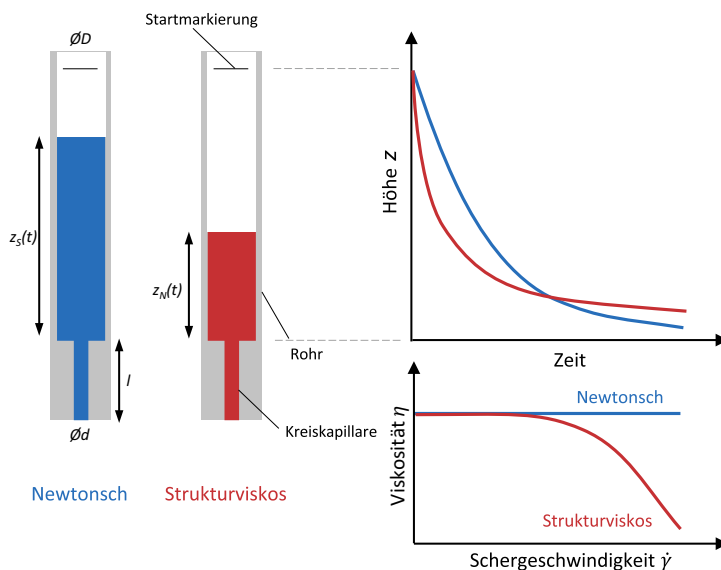 Startmarkierung
ØD
z_S(t)
z_N(t)
l
Rohr
Ød
Kreiskapillare
Newtonsch
Strukturviskos
Höhe z
Zeit
Viskosität η
Newtonsch
Strukturviskos
Schergeschwindigkeit γ̇